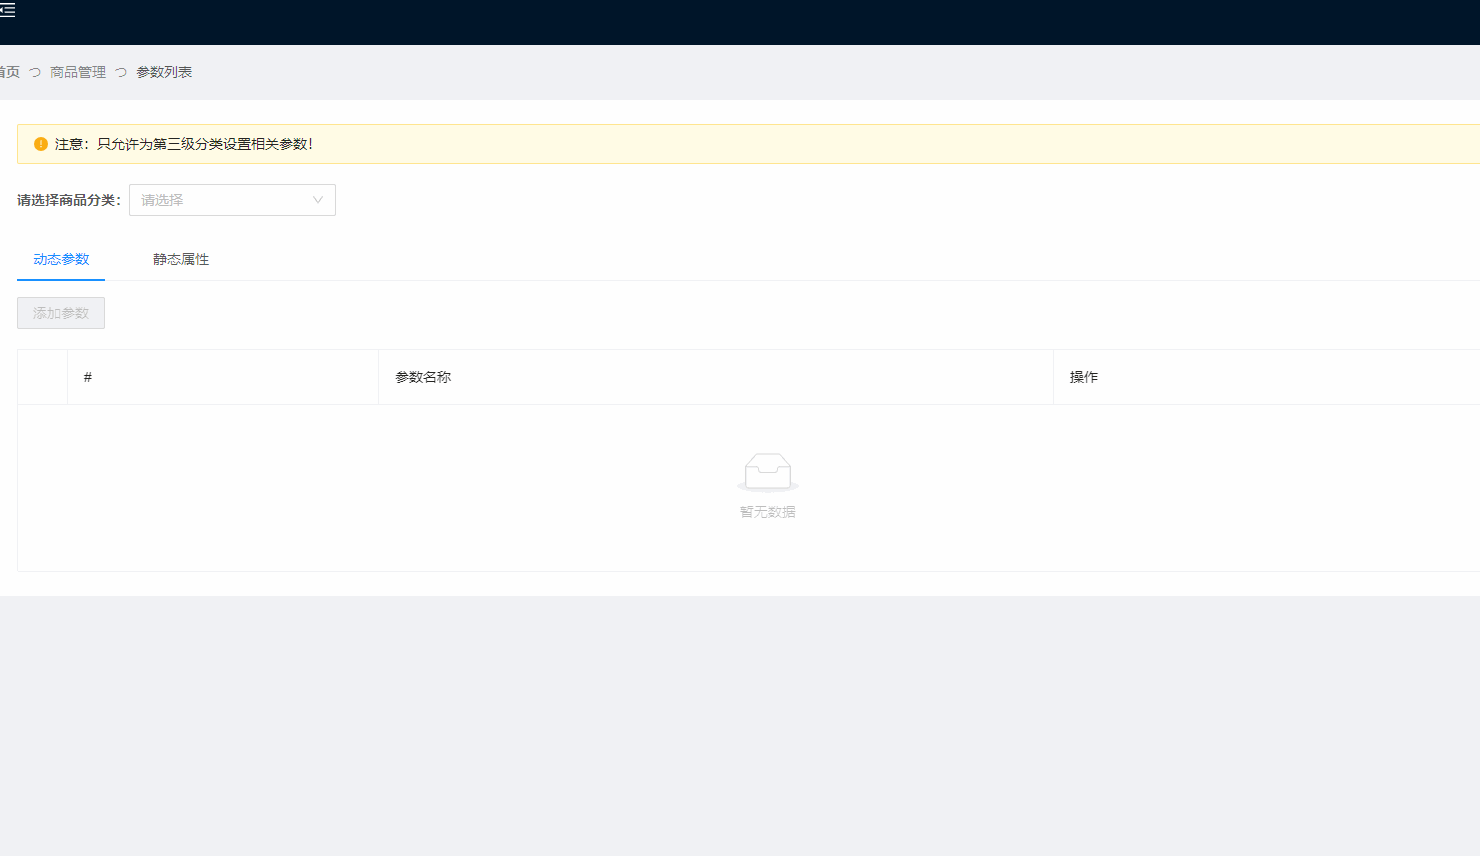 首页 > 商品管理 > 参数列表
注意：只允许为第三级分类设置相关参数！
请选择商品分类： 请选择
动态参数 静态属性
添加参数
# 参数名称 操作
暂无数据